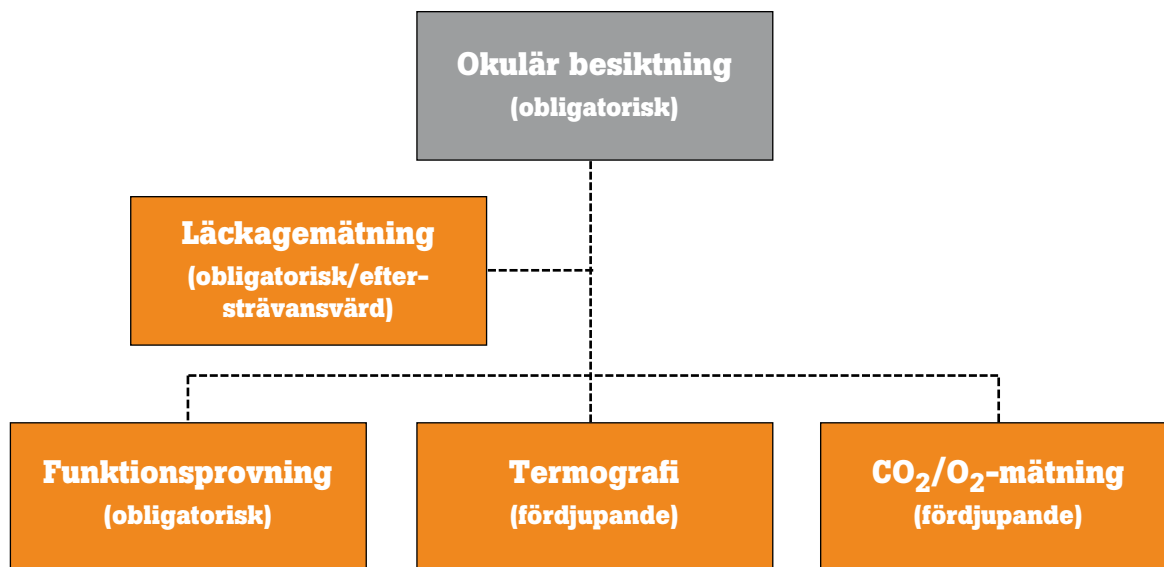 Okulär besiktning
(obligatorisk)
Läckagemätning
(obligatorisk/efter-
strävansvärd)
Funktionsprovning
(obligatorisk)
Termografi
(fördjupande)
CO₂/O₂-mätning
(fördjupande)